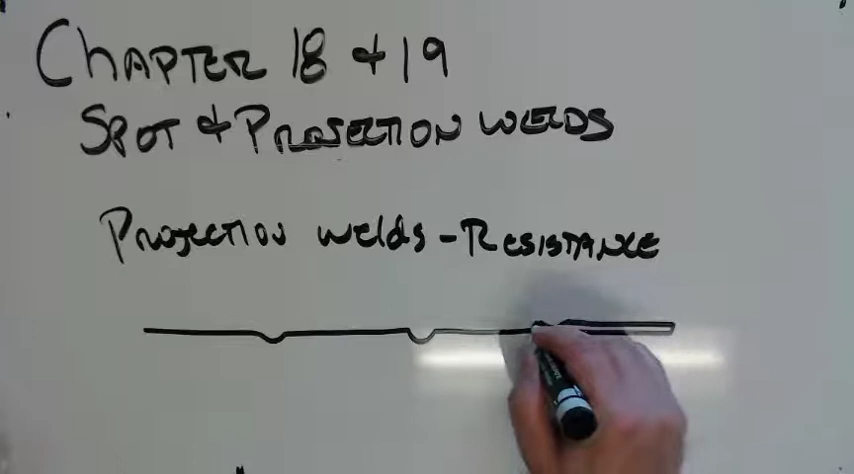 CHAPTER 18 & 19
SPOT & PROJECTION WELDS
PROJECTION WELDS - RESISTANCE